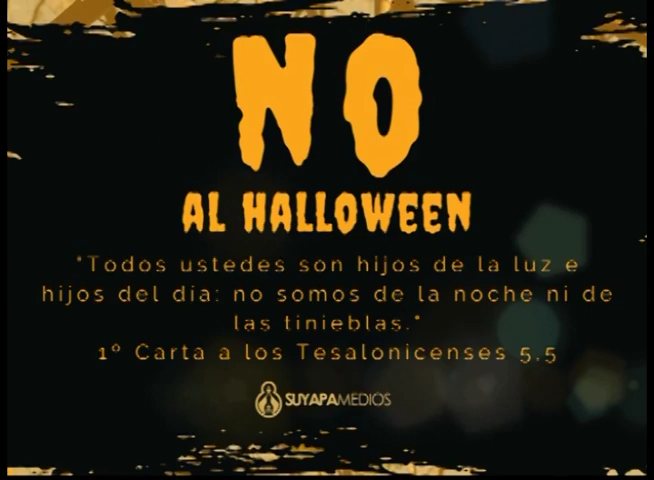 NO
AL HALLOWEEN
"Todos ustedes son hijos de la luz e
hijos del dia: no somos de la noche ni de
las tinieblas."
1º Carta a los Tesalonicenses 5,5
SUYAPAMEDIOS